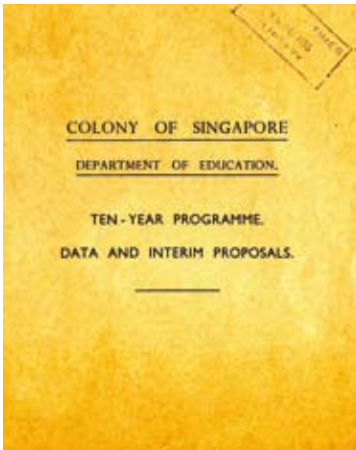 COLONY OF SINGAPORE
DEPARTMENT OF EDUCATION.
TEN-YEAR PROGRAMME.
DATA AND INTERIM PROPOSALS.